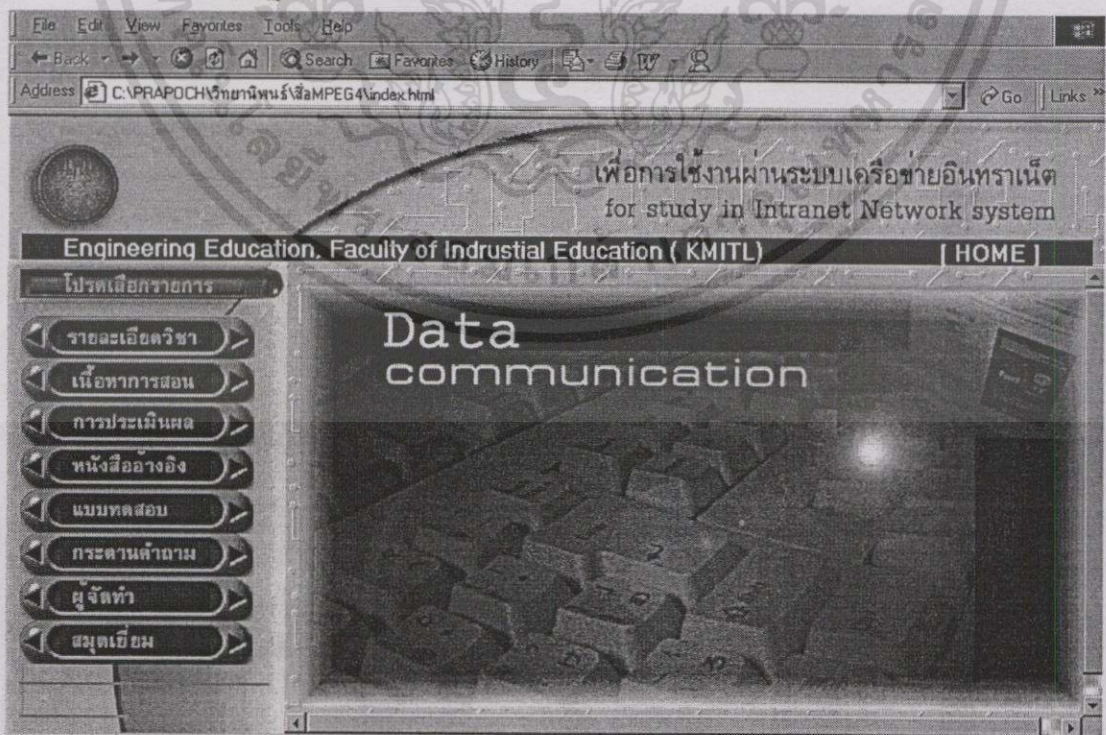 File Edit View Favorites Tools Help
Back Search Favorites History
Address C:\PRAPOCH\วิทยานิพนธ์\สื่อMPEG4\index.html Go Links »
เพื่อการใช้งานผ่านระบบเครือข่ายอินทราเน็ต
for study in Intranet Network system
Engineering Education, Faculty of Indrustial Education ( KMITL) [ HOME ]
โปรดเลือกรายการ
รายละเอียดวิชา
เนื้อหาการสอน
การประเมินผล
หนังสืออ้างอิง
แบบทดสอบ
กระดานคำถาม
ผู้จัดทำ
สมุดเยี่ยม
Data
communication